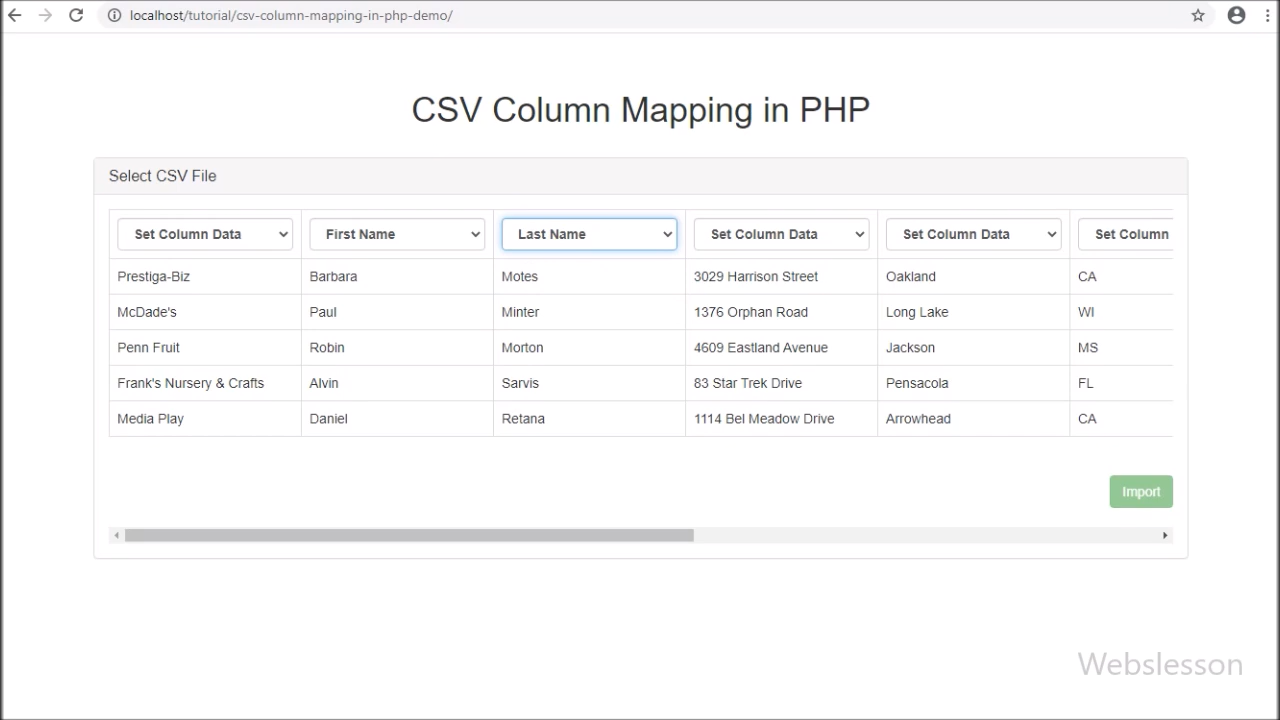 localhost/tutorial/csv-column-mapping-in-php-demo/
CSV Column Mapping in PHP
Select CSV File
Set Column Data First Name Last Name Set Column Data Set Column Data Set Column
Prestiga-Biz Barbara Motes 3029 Harrison Street Oakland CA
McDade's Paul Minter 1376 Orphan Road Long Lake WI
Penn Fruit Robin Morton 4609 Eastland Avenue Jackson MS
Frank's Nursery & Crafts Alvin Sarvis 83 Star Trek Drive Pensacola FL
Media Play Daniel Retana 1114 Bel Meadow Drive Arrowhead CA
Import
Webslesson